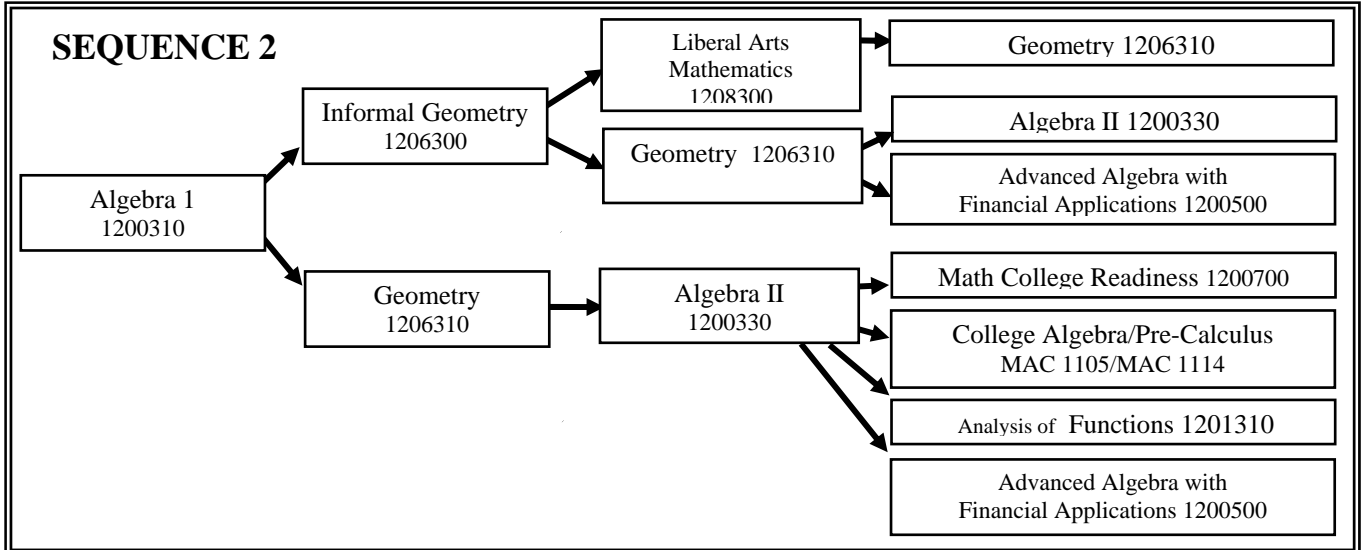 SEQUENCE 2
Algebra 1
1200310
Informal Geometry
1206300
Geometry
1206310
Liberal Arts
Mathematics
1208300
Geometry 1206310
Algebra II
1200330
Geometry 1206310
Algebra II 1200330
Advanced Algebra with
Financial Applications 1200500
Math College Readiness 1200700
College Algebra/Pre-Calculus
MAC 1105/MAC 1114
Analysis of Functions 1201310
Advanced Algebra with
Financial Applications 1200500